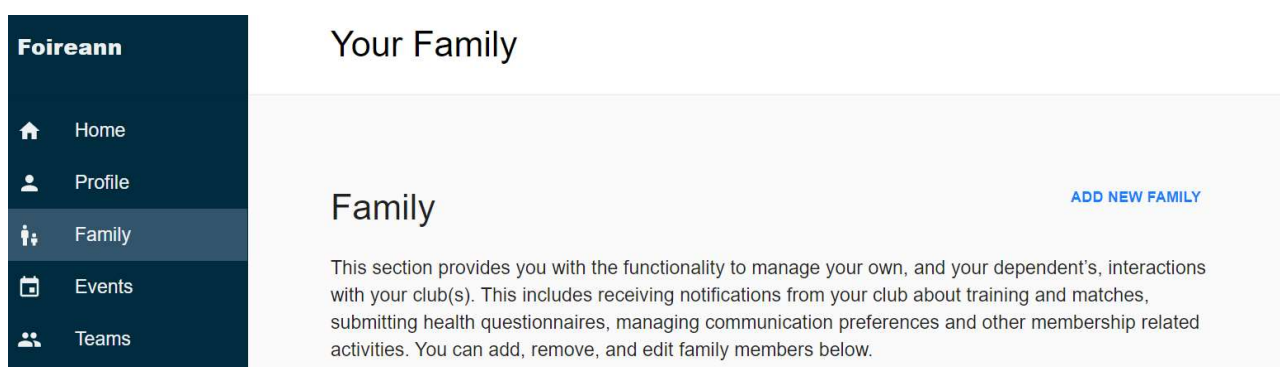 Foireann
Home
Profile
Family
Events
Teams
Your Family
Family
ADD NEW FAMILY
This section provides you with the functionality to manage your own, and your dependent's, interactions
with your club(s). This includes receiving notifications from your club about training and matches,
submitting health questionnaires, managing communication preferences and other membership related
activities. You can add, remove, and edit family members below.